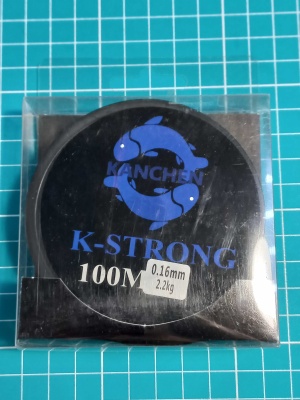 KANCHEN
K-STRONG
100M
0.16mm
2.2kg